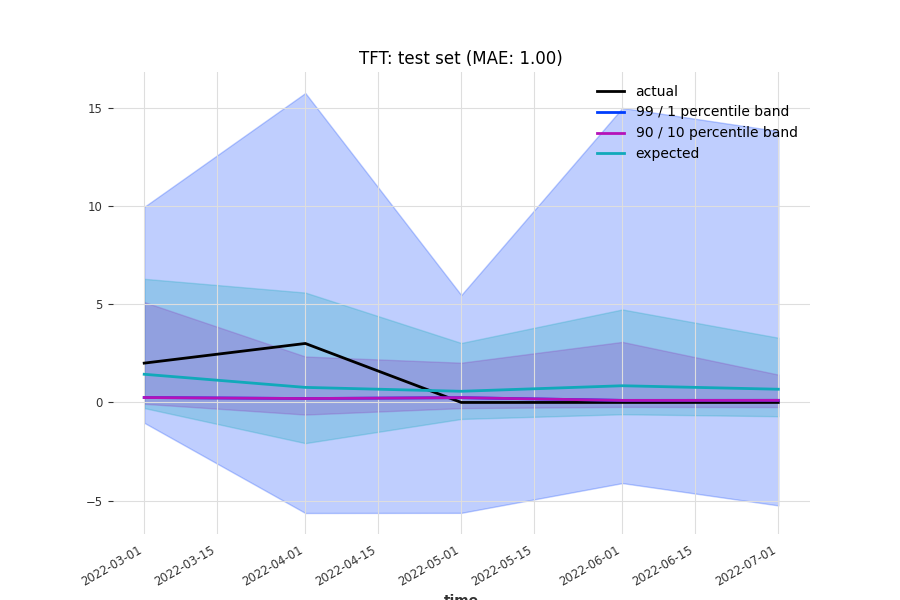 TFT: test set (MAE: 1.00)
actual
99 / 1 percentile band
90 / 10 percentile band
expected
15
10
5
0
−5
2022-03-01
2022-03-15
2022-04-01
2022-04-15
2022-05-01
2022-05-15
2022-06-01
2022-06-15
2022-07-01
time